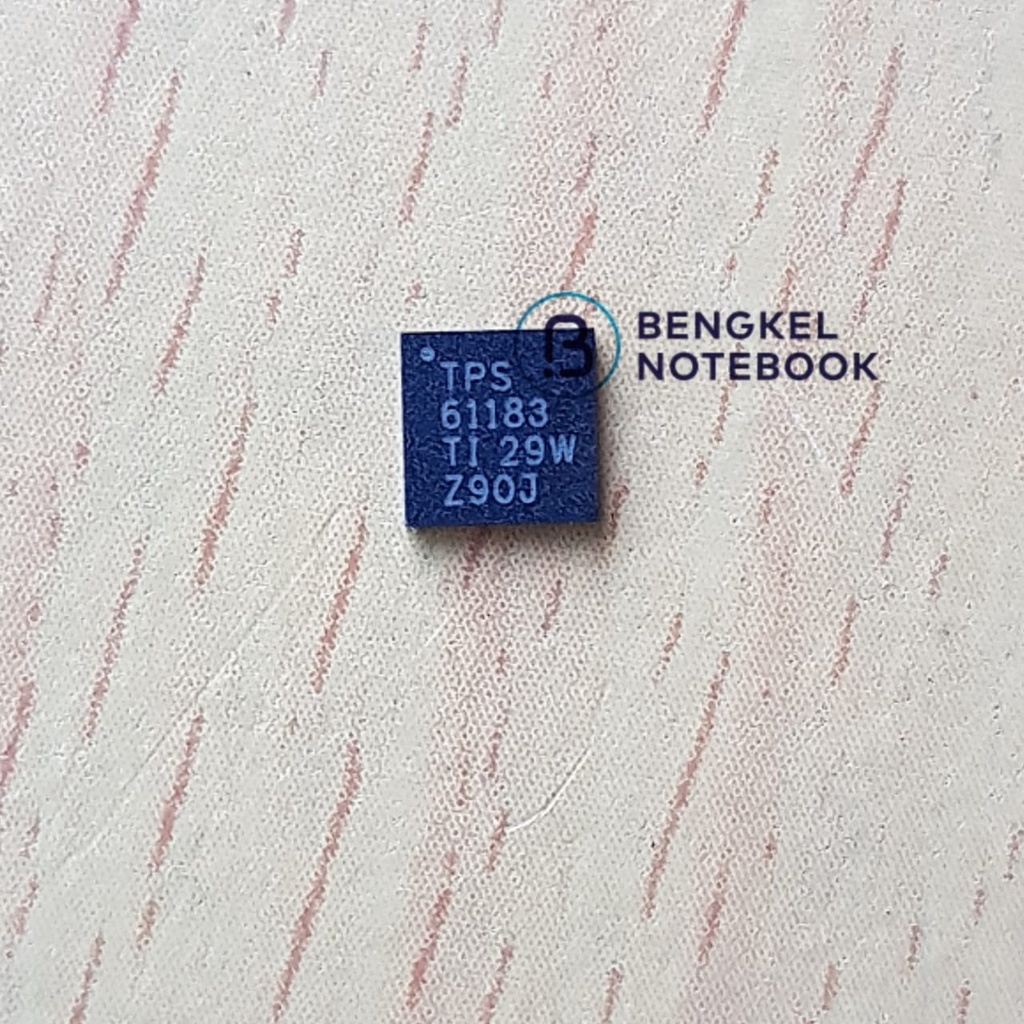 TPS
61183
TI 29W
Z90J
BENGKEL
NOTEBOOK